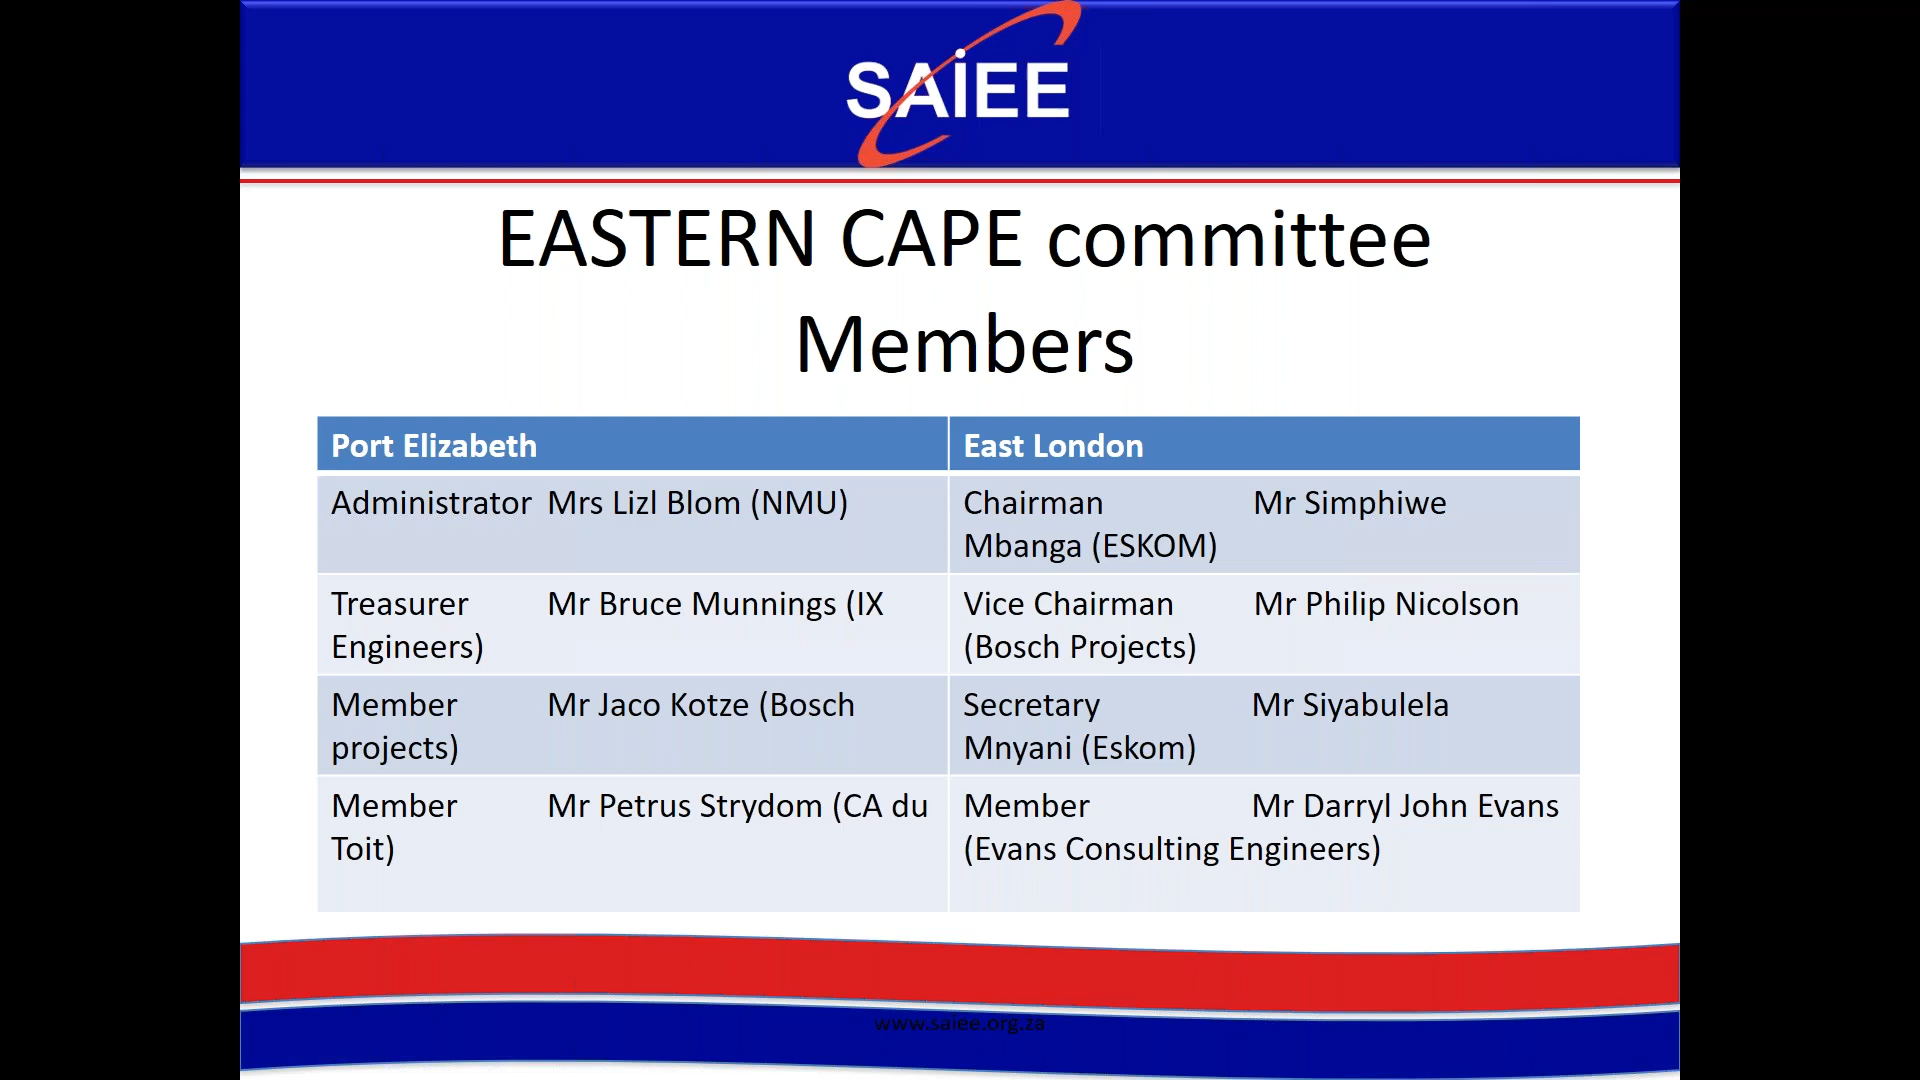 SAIEE
EASTERN CAPE committee
Members
Port Elizabeth
East London
Administrator Mrs Lizl Blom (NMU)
Chairman Mr Simphiwe
Mbanga (ESKOM)
Treasurer Mr Bruce Munnings (IX
Engineers)
Vice Chairman Mr Philip Nicolson
(Bosch Projects)
Member Mr Jaco Kotze (Bosch
projects)
Secretary Mr Siyabulela
Mnyani (Eskom)
Member Mr Petrus Strydom (CA du
Toit)
Member Mr Darryl John Evans
(Evans Consulting Engineers)
www.saiee.org.za